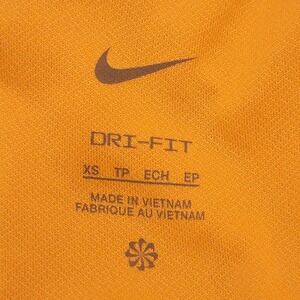 DRI-FIT
XS TP ECH EP
MADE IN VIETNAM
FABRIQUE AU VIETNAM